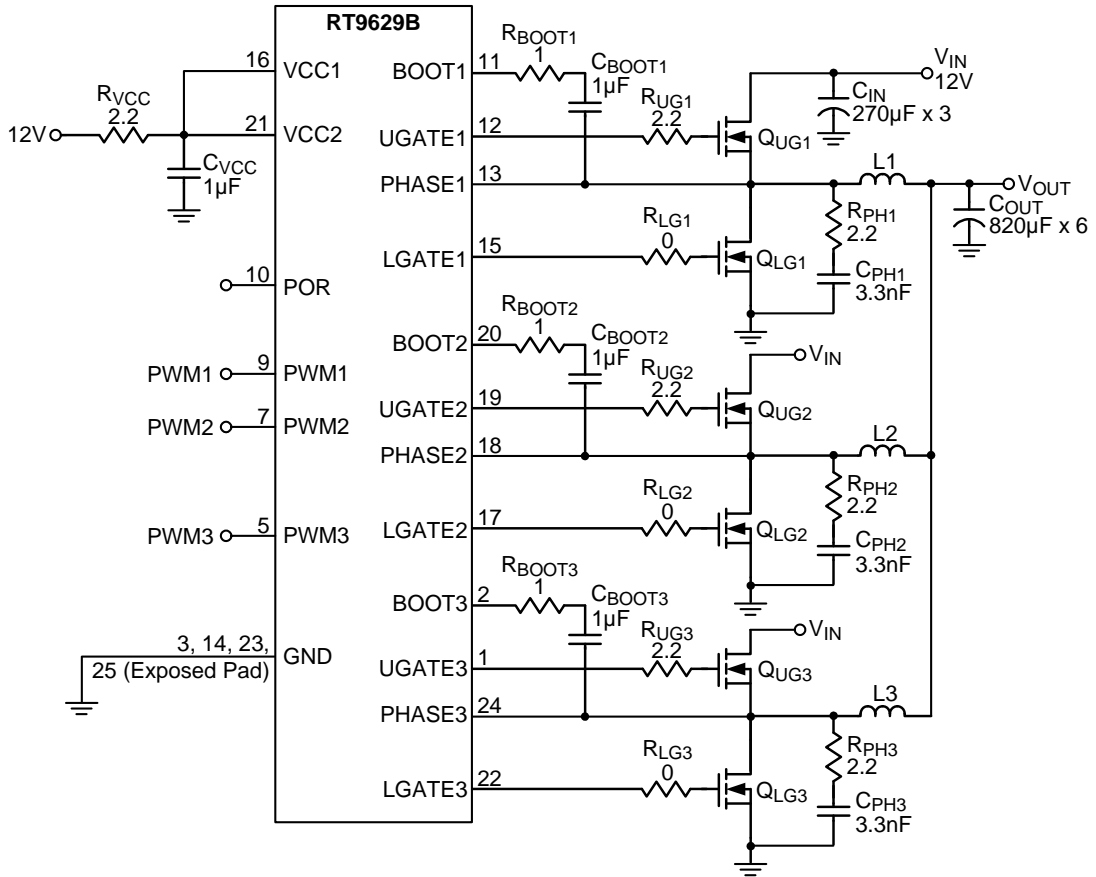 RT9629B
12V
RVCC
2.2
16
VCC1
21
VCC2
CVCC
1µF
10
POR
PWM1
9
PWM1
PWM2
7
PWM2
PWM3
5
PWM3
3, 14, 23,
25 (Exposed Pad)
GND
BOOT1
11
RBOOT1
1
CBOOT1
1µF
UGATE1
12
RUG1
2.2
QUG1
VIN
12V
CIN
270µF x 3
PHASE1
13
L1
VOUT
COUT
820µF x 6
RPH1
2.2
CPH1
3.3nF
LGATE1
15
RLG1
0
QLG1
BOOT2
20
RBOOT2
1
CBOOT2
1µF
UGATE2
19
RUG2
2.2
QUG2
VIN
PHASE2
18
L2
RPH2
2.2
CPH2
3.3nF
LGATE2
17
RLG2
0
QLG2
BOOT3
2
RBOOT3
1
CBOOT3
1µF
UGATE3
1
RUG3
2.2
QUG3
VIN
PHASE3
24
L3
RPH3
2.2
CPH3
3.3nF
LGATE3
22
RLG3
0
QLG3